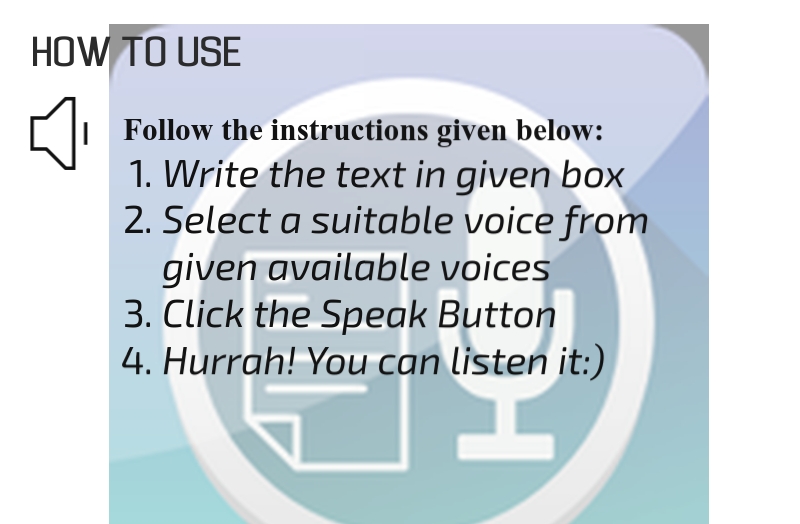 HOW TO USE
Follow the instructions given below:
1. Write the text in given box
2. Select a suitable voice from
given available voices
3. Click the Speak Button
4. Hurrah! You can listen it:)